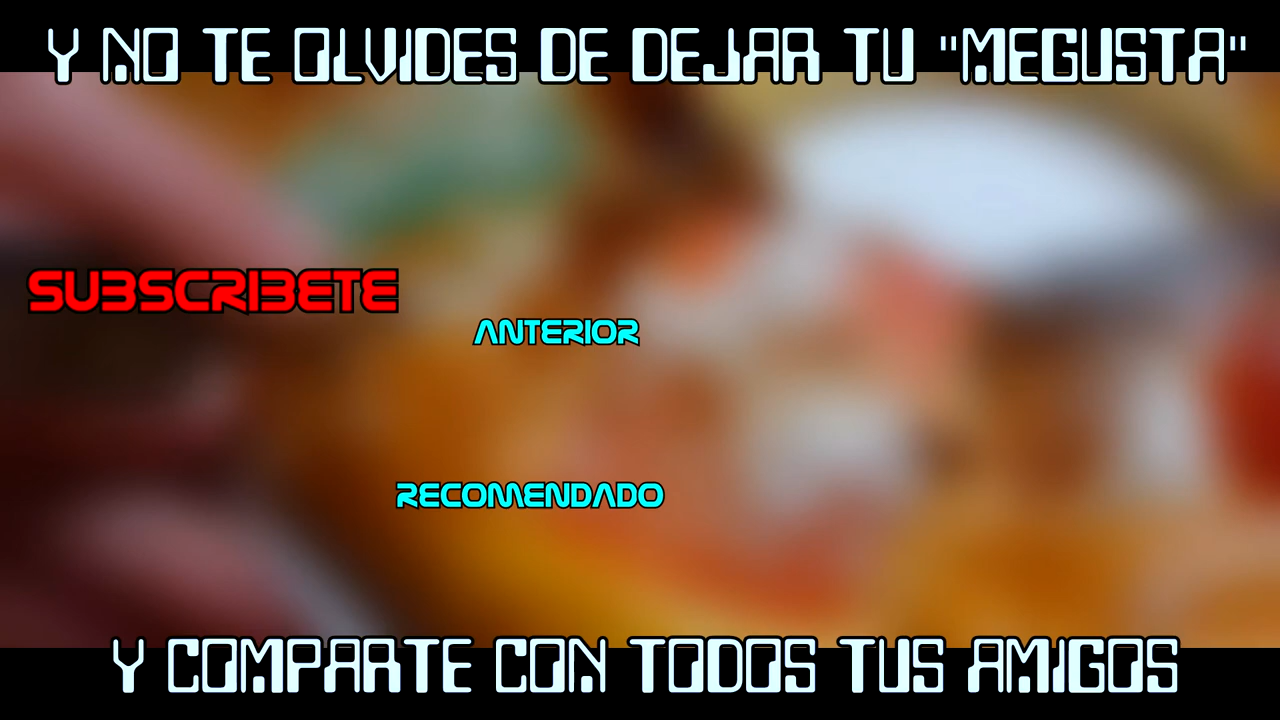 Y NO TE OLVIDES DE DEJAR TU "MEGUSTA"
SUBSCRIBETE
ANTERIOR
RECOMENDADO
Y COMPARTE CON TODOS TUS AMIGOS